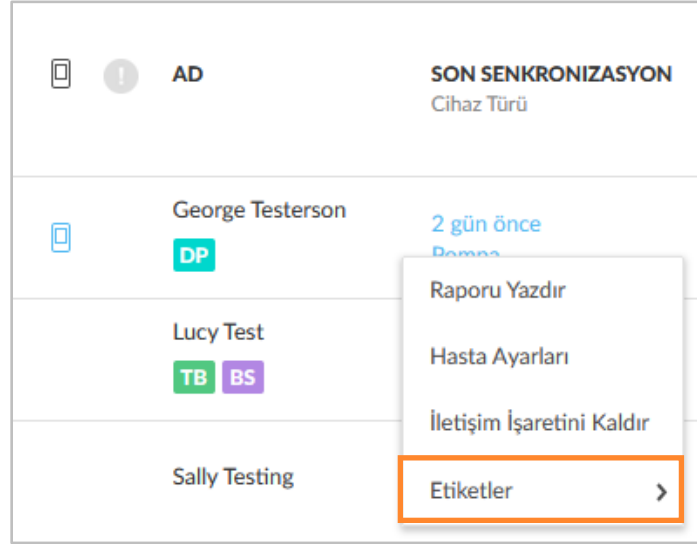 AD
SON SENKRONIZASYON
Cihaz Türü
George Testerson
DP
2 gün önce
Pompa
Raporu Yazdır
Lucy Test
TB BS
Hasta Ayarları
İletişim İşaretini Kaldır
Sally Testing
Etiketler